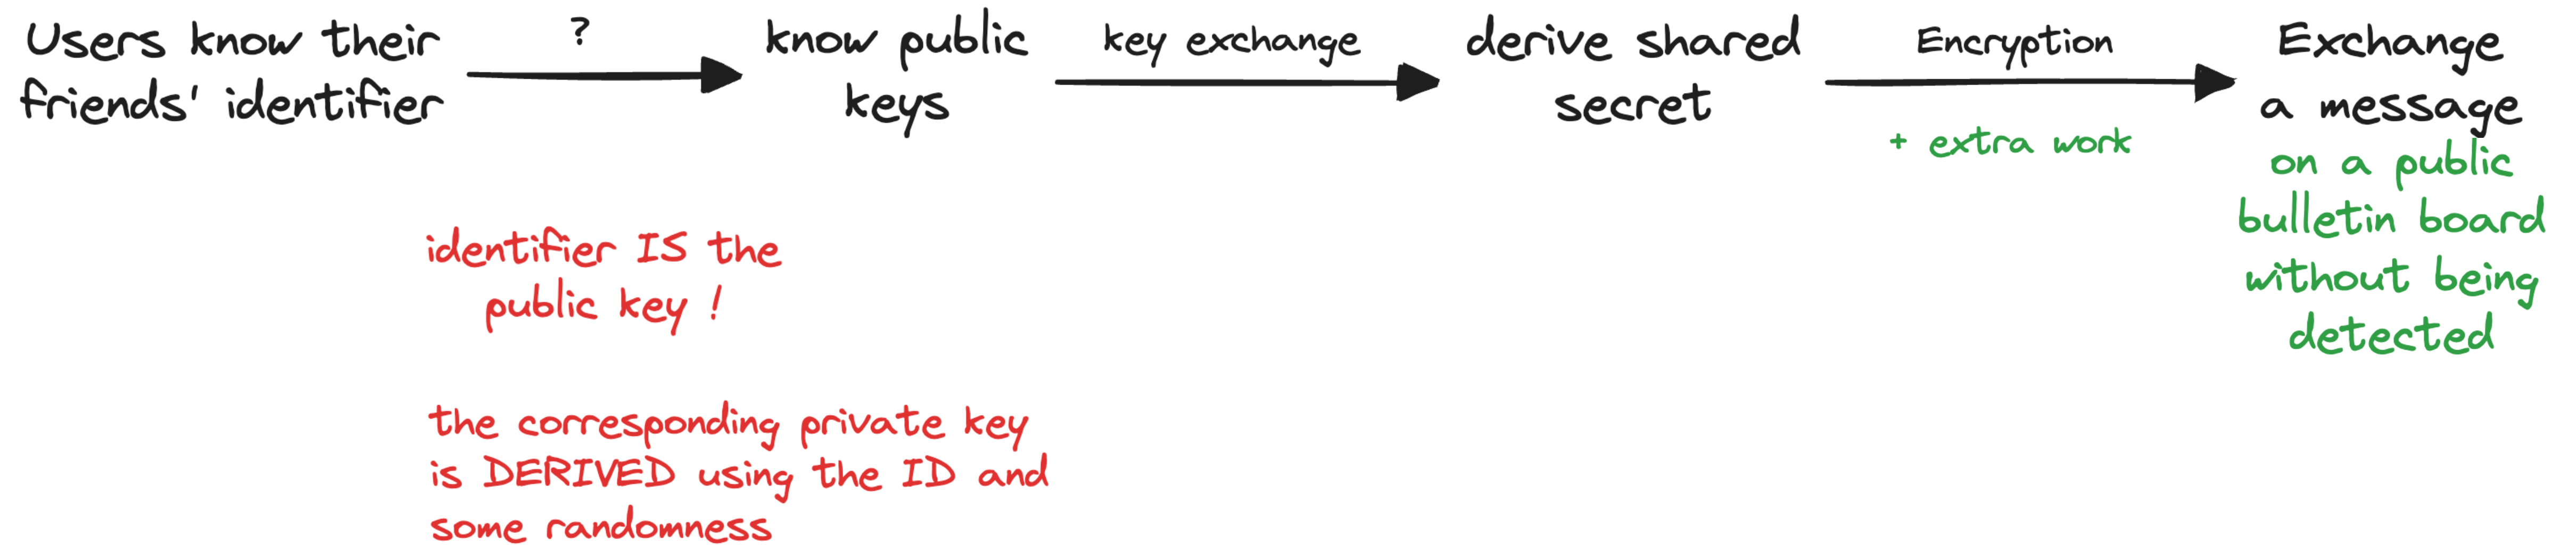 Users know their
friends' identifier
?
know public
keys
key exchange
derive shared
secret
Encryption
+ extra work
Exchange
a message
on a public
bulletin board
without being
detected
identifier IS the
public key !
the corresponding private key
is DERIVED using the ID and
some randomness